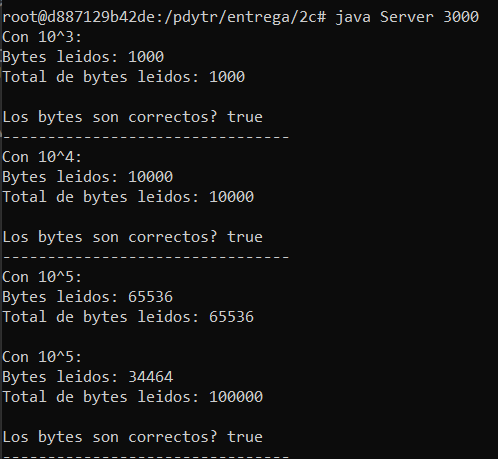 root@d887129b42de:/pdytr/entrega/2c# java Server 3000
Con 10^3:
Bytes leidos: 1000
Total de bytes leidos: 1000

Los bytes son correctos? true
--------------------------------
Con 10^4:
Bytes leidos: 10000
Total de bytes leidos: 10000

Los bytes son correctos? true
--------------------------------
Con 10^5:
Bytes leidos: 65536
Total de bytes leidos: 65536

Con 10^5:
Bytes leidos: 34464
Total de bytes leidos: 100000

Los bytes son correctos? true
--------------------------------